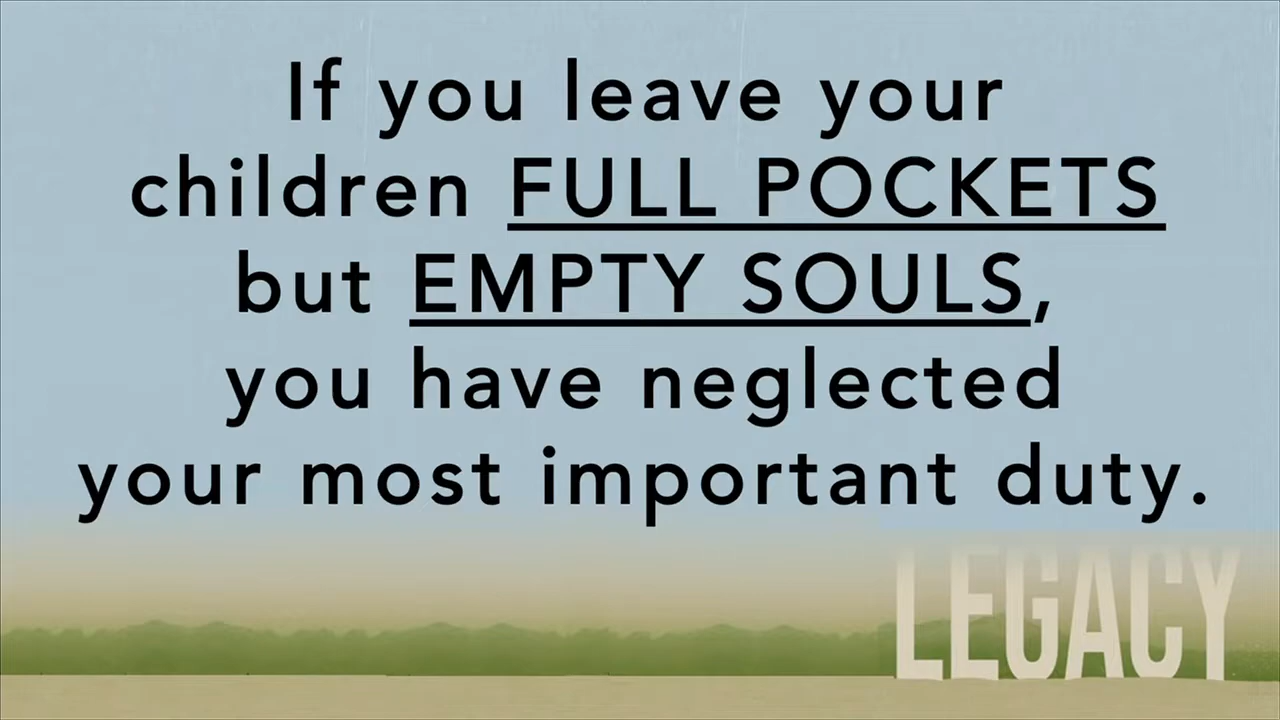 If you leave your
children FULL POCKETS
but EMPTY SOULS,
you have neglected
your most important duty.
LEGACY